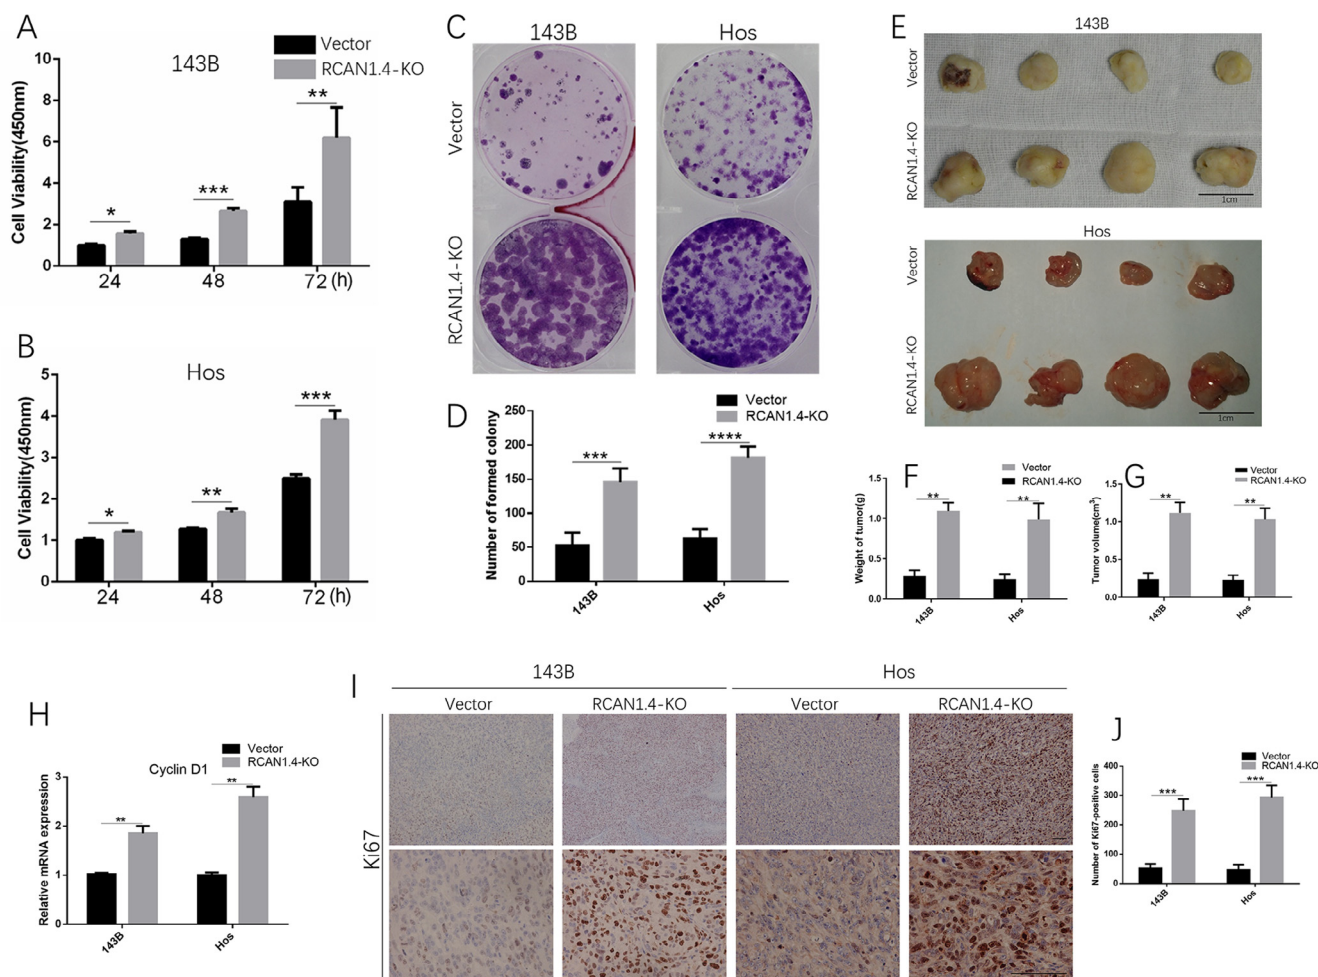 A
143B
Vector
RCAN1.4-KO
Cell Viability(450nm)
10
8
6
4
2
0
*
***
**
24
48
72 (h)
B
Hos
Cell Viability(450nm)
5
4
3
2
1
0
*
**
***
24
48
72 (h)
C
143B
Hos
Vector
RCAN1.4-KO
D
Vector
RCAN1.4-KO
Number of formed colony
250
200
150
100
50
0
***
****
143B
Hos
E
143B
Vector
RCAN1.4-KO
1cm
Hos
Vector
RCAN1.4-KO
1cm
F
Vector
RCAN1.4-KO
Weight of tumor(g)
1.5
1.0
0.5
0.0
**
**
143B
Hos
G
Vector
RCAN1.4-KO
Tumor volume(cm³)
1.5
1.0
0.5
0.0
**
**
143B
Hos
H
Vector
RCAN1.4-KO
Cyclin D1
Relative mRNA expression
3
2
1
0
**
**
143B
Hos
I
143B
Hos
Vector
RCAN1.4-KO
Vector
RCAN1.4-KO
Ki67
J
Vector
RCAN1.4-KO
Number of Ki67-positive cells
400
300
200
100
0
***
***
143B
Hos